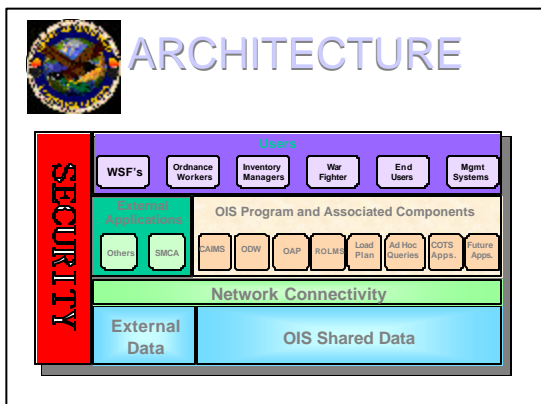 ARCHITECTURE
SECURITY
Users
WSF's
Ordnance
Workers
Inventory
Managers
War
Fighter
End
Users
Mgmt
Systems
External
Applications
Others
SMCA
OIS Program and Associated Components
CAIMS
ODW
OAP
ROLMS
Load
Plan
Ad Hoc
Queries
COTS
Apps.
Future
Apps.
Network Connectivity
External
Data
OIS Shared Data